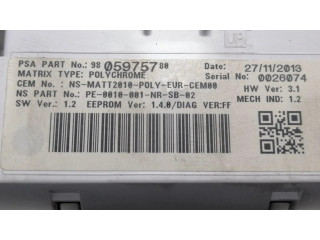 PSA PART No.: 98 059757 80
Date: 27/11/2013
MATRIX TYPE: POLYCHROME
Serial No: 0026074
CEM No.: NS-MATT2010-POLY-EUR-CEM00
HW Ver: 3.1
NS PART No: PE-0010-001-NR-SB-02
MECH IND: 1.2
SW Ver: 1.2 EEPROM Ver: 1.4.0/DIAG VER:FF